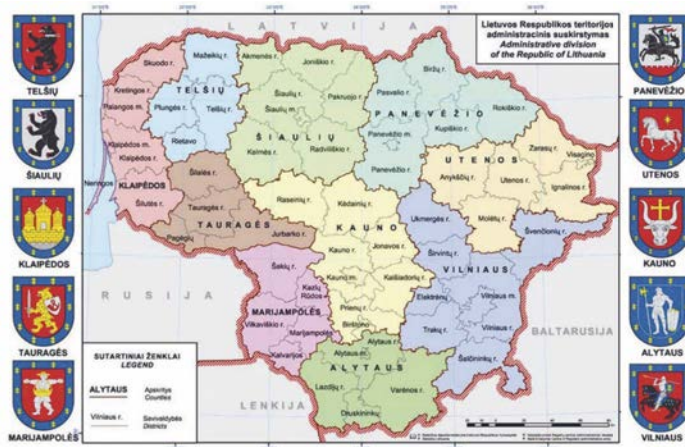 LATVIJA
Lietuvos Respulikos teritorijos
administracinis suskirstymas
Administrative division
of the Republic of Lithuania
TELŠIŲ
ŠIAULIŲ
KLAIPĖDOS
TAURAGĖS
MARIJAMPOLĖS
PANEVĖŽIO
UTENOS
KAUNO
ALYTAUS
VILNIAUS
Skuodo r.
Mažeikių r.
Akmenės r.
Joniškio r.
Biržų r.
Kretingos r.
TELŠIŲ
Šiaulių r.
Pakruojo r.
Pasvalio r.
Palangos m.
Plungės r.
Telšių r.
Šiaulių m.
PANEVĖŽIO
Rokiškio r.
Klaipėdos m.
Rietavo
ŠIAULIŲ
Panevėžio m.
Kupiškio r.
Klaipėdos r.
Kelmės r.
Radviliškio r.
Panevėžio r.
UTENOS
Zarasų r.
Visagino
Neringos
KLAIPĖDOS
Šilalės r.
Raseinių r.
Kėdainių r.
Anykščių r.
Utenos r.
Ignalinos r.
Šilutės r.
Tauragės r.
TAURAGĖS
Ukmergės r.
Molėtų r.
Pagėgių
Jurbarko r.
KAUNO
Jonavos r.
Švenčionių r.
Kauno r.
Širvintų r.
Šakių r.
Kauno m.
Kaišiadorių r.
VILNIAUS
RUSIJA
Kazlų
Rūdos
Elektrėnų
Vilniaus m.
MARIJAMPOLĖS
Prienų r.
Vilkaviškio r.
Marijampolės
Birštono
Trakų r.
Vilniaus r.
BALTARUSIJA
Kalvarijos
Alytaus m.
Alytaus r.
Šalčininkų r.
ALYTAUS
Lazdijų r.
Varėnos r.
Druskininkų
LENKIJA
SUTARTINIAI ŽENKLAI
LEGEND
ALYTAUS
Apskritys
Counties
Vilniaus r.
Savivaldybės
Districts